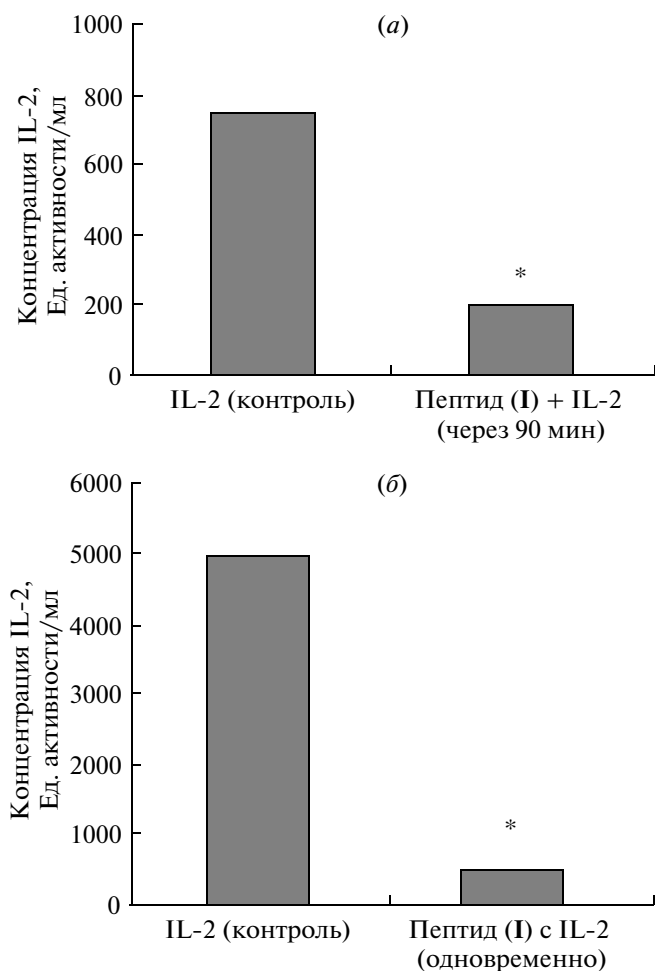 (а)
Концентрация IL-2,
Ед. активности/мл
1000
800
600
400
200
0
*
IL-2 (контроль)
Пептид (I) + IL-2
(через 90 мин)
(б)
Концентрация IL-2,
Ед. активности/мл
6000
5000
4000
3000
2000
1000
0
*
IL-2 (контроль)
Пептид (I) с IL-2
(одновременно)